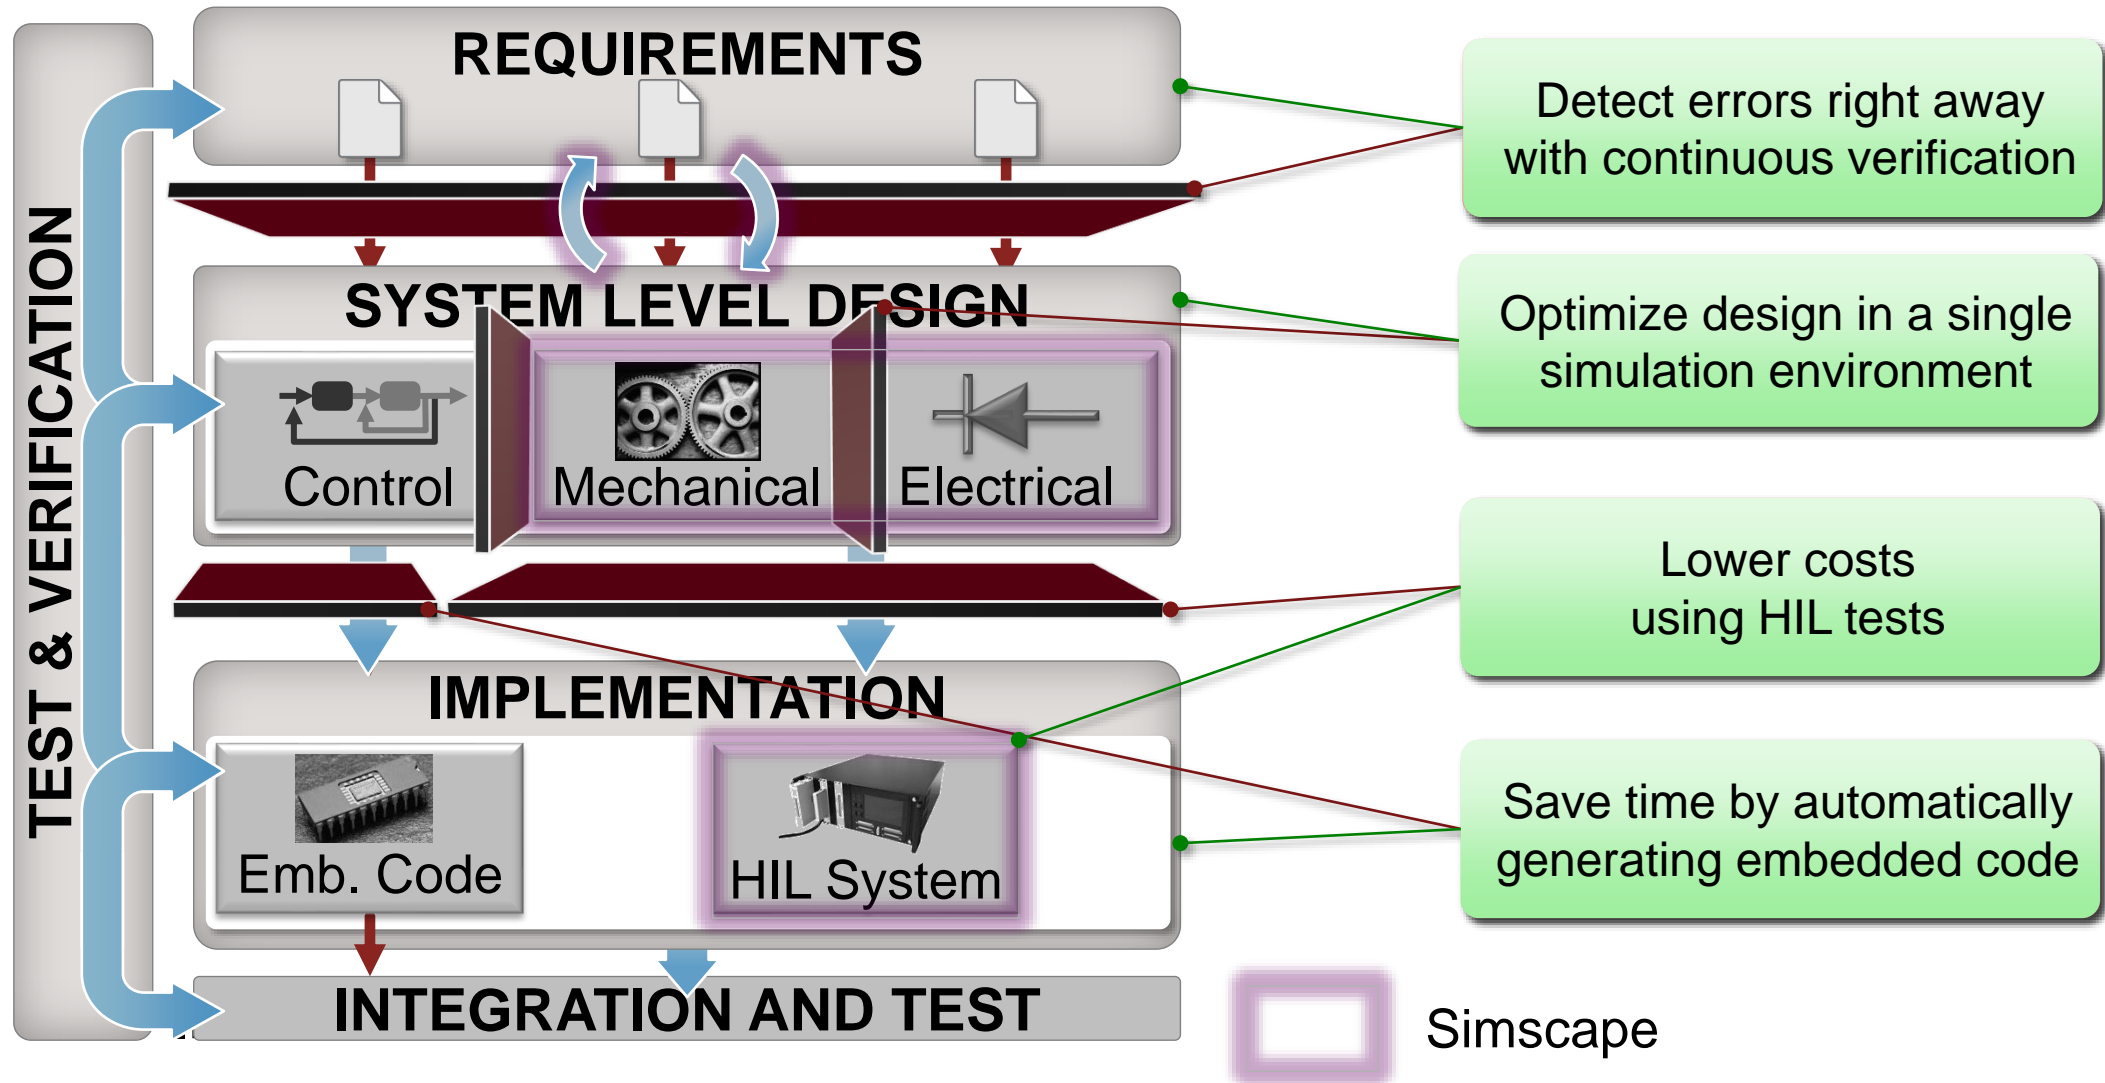 TEST & VERIFICATION
REQUIREMENTS
SYSTEM LEVEL DESIGN
Control
Mechanical
Electrical
IMPLEMENTATION
Emb. Code
HIL System
INTEGRATION AND TEST
Detect errors right away
with continuous verification
Optimize design in a single
simulation environment
Lower costs
using HIL tests
Save time by automatically
generating embedded code
Simscape